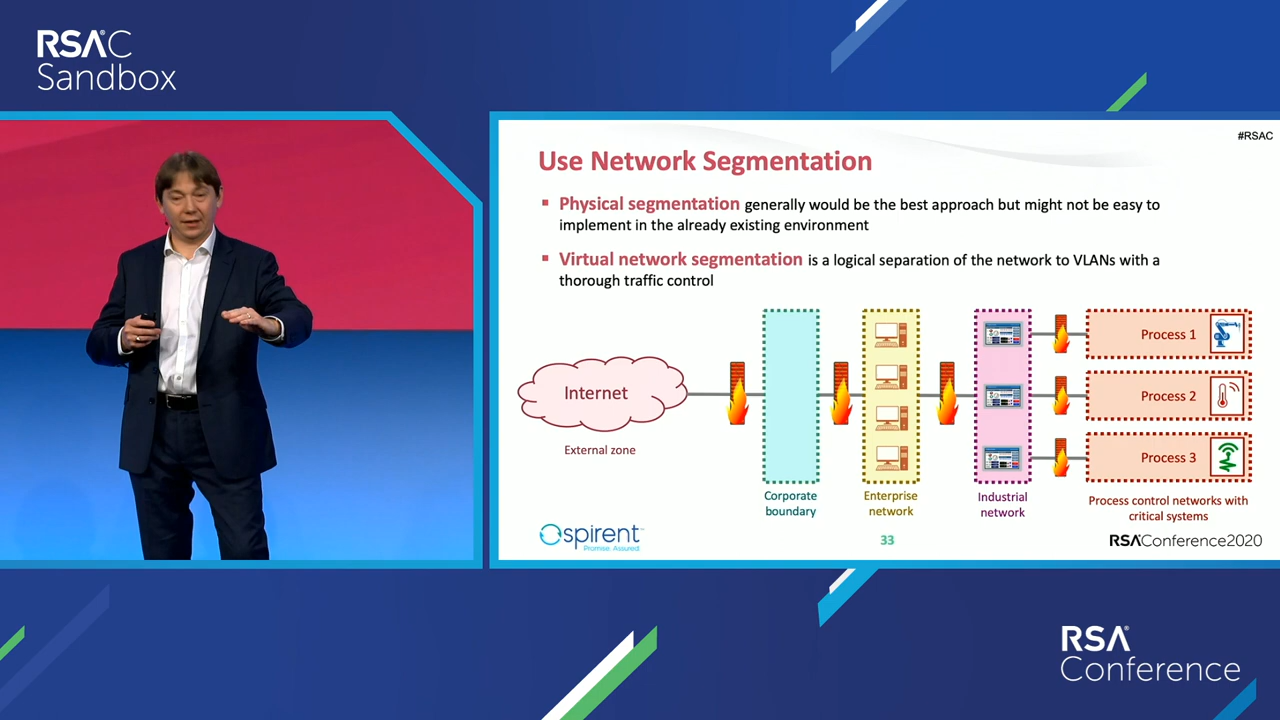 RSAC
Sandbox
#RSAC
Use Network Segmentation
Physical segmentation generally would be the best approach but might not be easy to
implement in the already existing environment
Virtual network segmentation is a logical separation of the network to VLANs with a
thorough traffic control
Internet
External zone
Corporate
boundary
Enterprise
network
Industrial
network
Process 1
Process 2
Process 3
Process control networks with
critical systems
spirent™
Promise. Assured.
33
RSAConference2020
RSA®
Conference